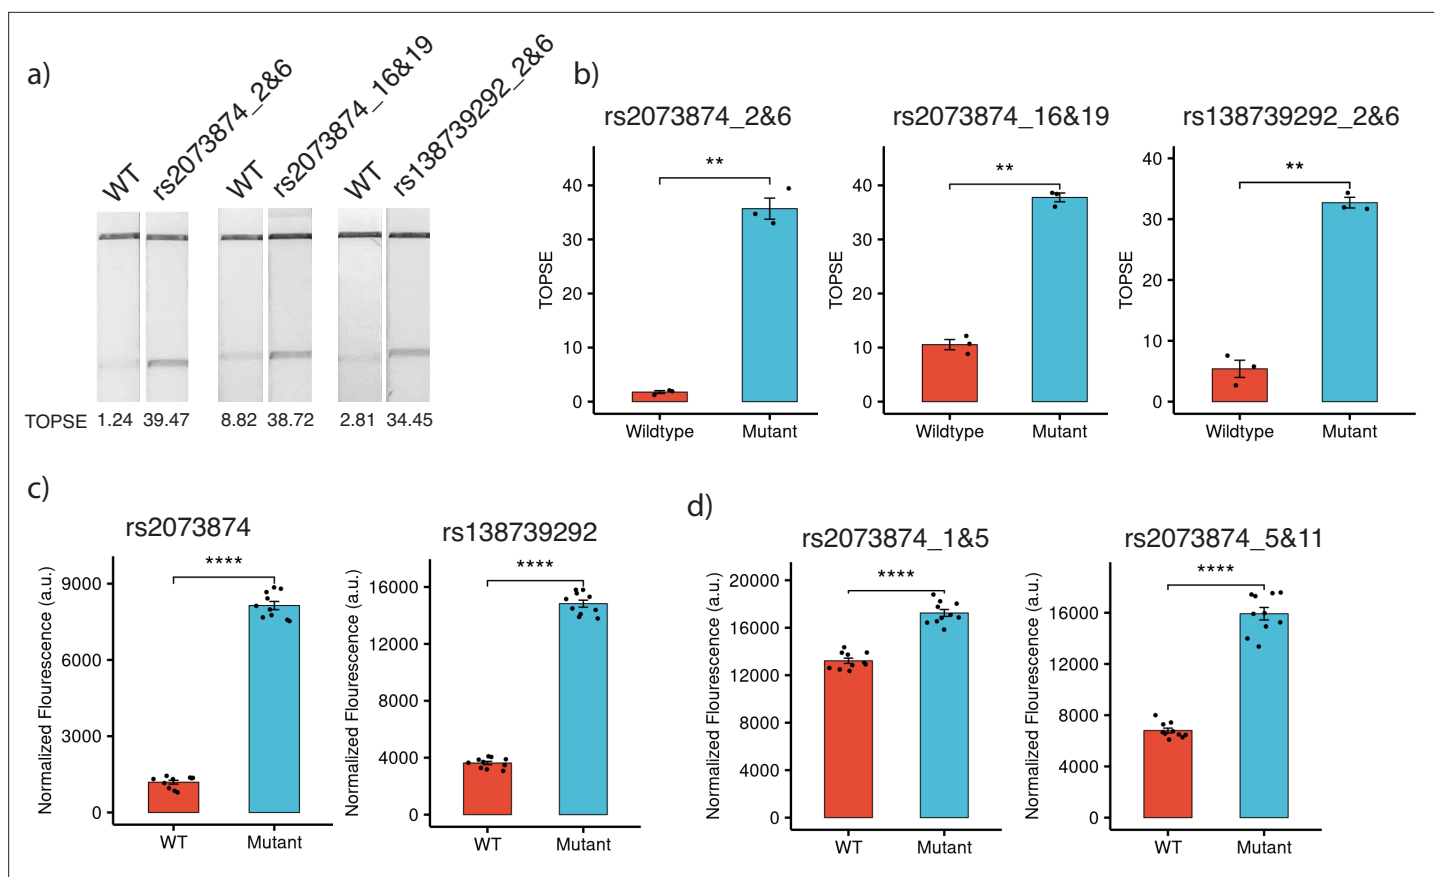 a)
WT rs2073874_2&6 WT rs2073874_16&19 WT rs138739292_2&6
TOPSE 1.24 39.47 8.82 38.72 2.81 34.45
b)
rs2073874_2&6
**
TOPSE
40
30
20
10
0
Wildtype Mutant
rs2073874_16&19
**
TOPSE
40
30
20
10
0
Wildtype Mutant
rs138739292_2&6
**
TOPSE
40
30
20
10
0
Wildtype Mutant
c)
rs2073874
****
Normalized Flourescence (a.u.)
9000
6000
3000
0
WT Mutant
rs138739292
****
Normalized Flourescence (a.u.)
16000
12000
8000
4000
0
WT Mutant
d)
rs2073874_1&5
****
Normalized Flourescence (a.u.)
20000
16000
12000
8000
4000
0
WT Mutant
rs2073874_5&11
****
Normalized Flourescence (a.u.)
16000
12000
8000
4000
0
WT Mutant